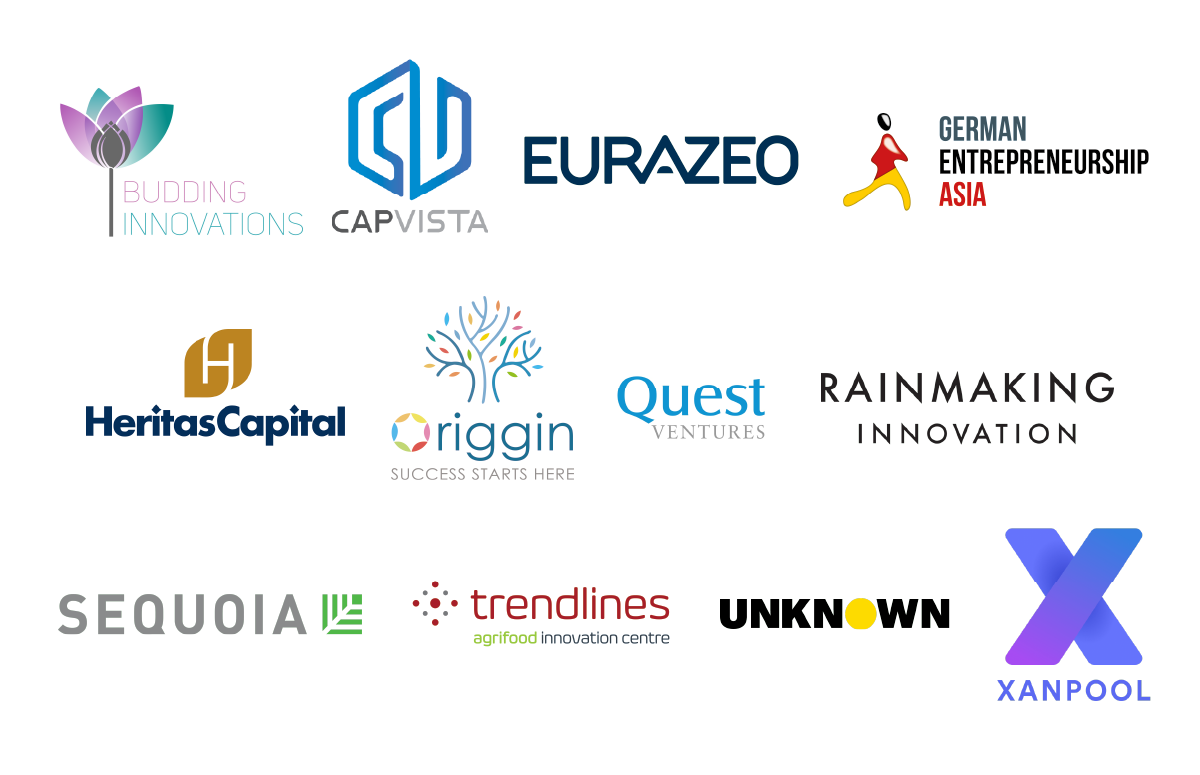 BUDDING
INNOVATIONS
CAPVISTA
EURAZEO
GERMAN
ENTREPRENEURSHIP
ASIA
HeritasCapital
Origgin
SUCCESS STARTS HERE
Quest
VENTURES
RAINMAKING
INNOVATION
SEQUOIA
trendlines
agrifood innovation centre
UNKNOWN
XANPOOL